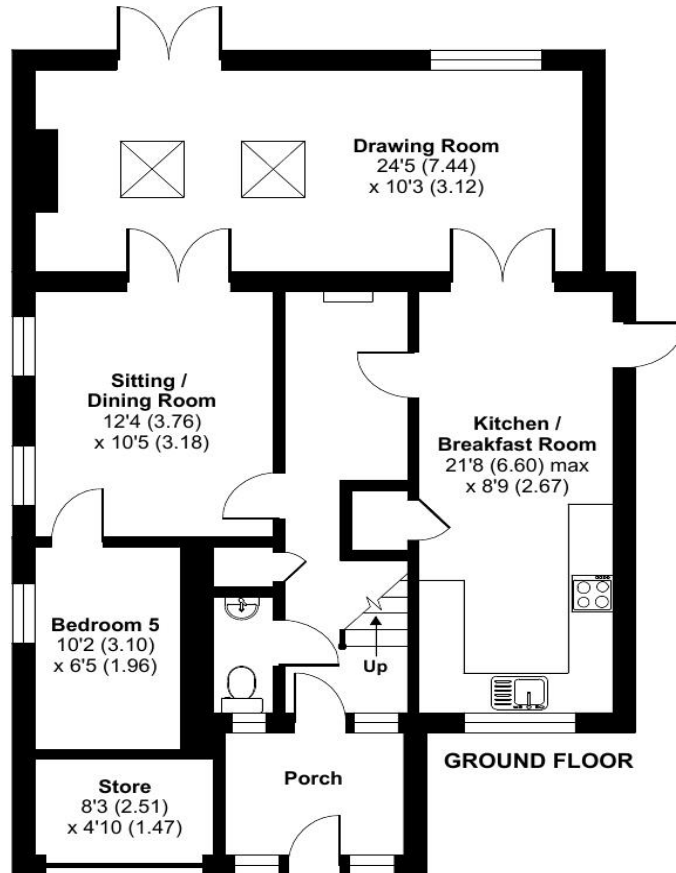 Drawing Room
24'5 (7.44)
x 10'3 (3.12)
Sitting /
Dining Room
12'4 (3.76)
x 10'5 (3.18)
Kitchen /
Breakfast Room
21'8 (6.60) max
x 8'9 (2.67)
Bedroom 5
10'2 (3.10)
x 6'5 (1.96)
Up
GROUND FLOOR
Store
8'3 (2.51)
x 4'10 (1.47)
Porch